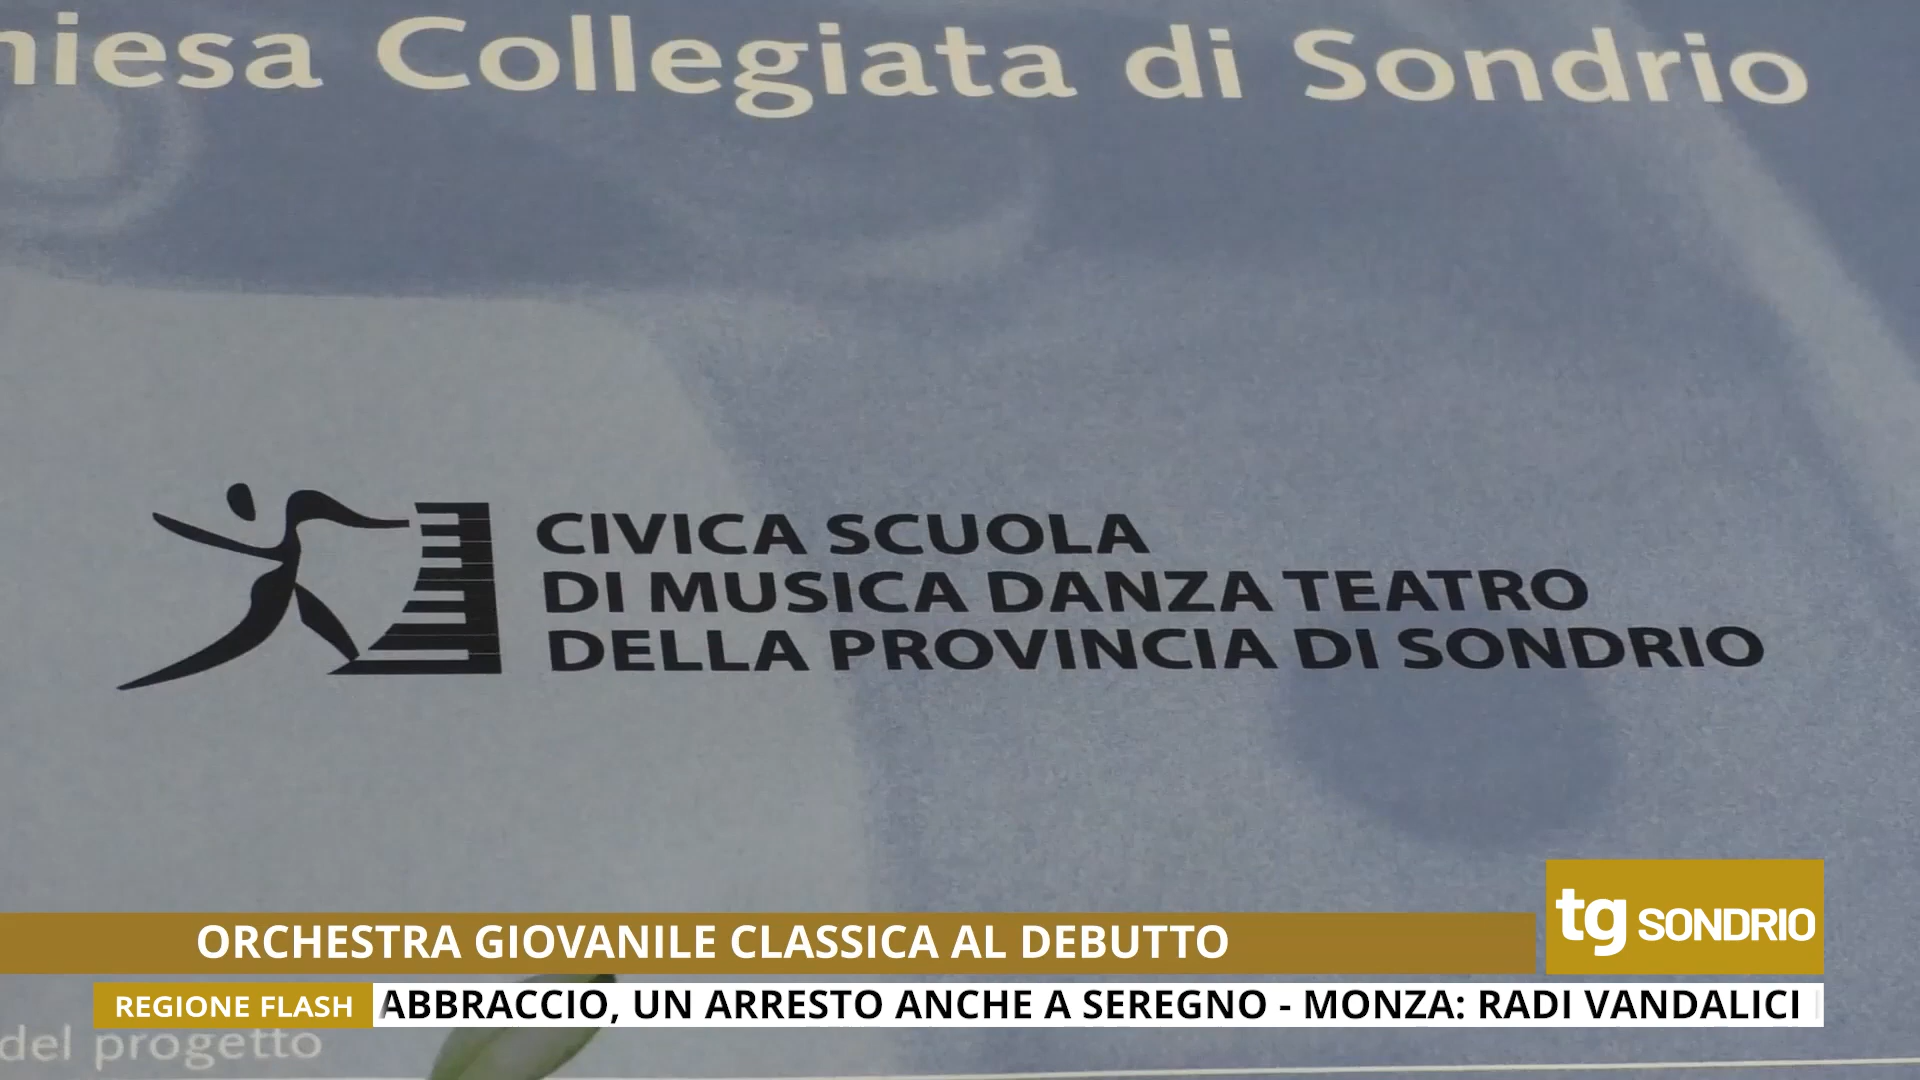 Collegiata di Sondrio
CIVICA SCUOLA
DI MUSICA DANZA TEATRO
DELLA PROVINCIA DI SONDRIO
ORCHESTRA GIOVANILE CLASSICA AL DEBUTTO
tg SONDRIO
REGIONE FLASH
ABBRACCIO, UN ARRESTO ANCHE A SEREGNO - MONZA: RADI VANDALICI
del progetto